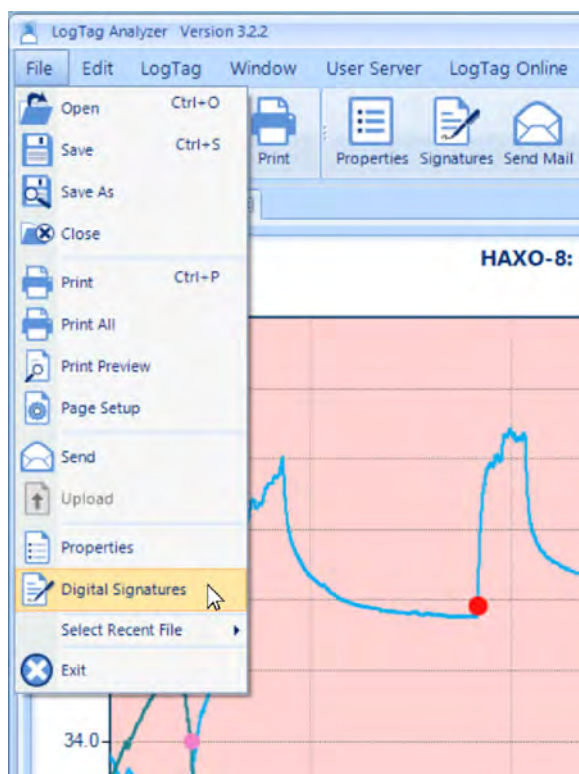 LogTag Analyzer Version 3.2.2
File Edit LogTag Window User Server LogTag Online
Open Ctrl+O
Save Ctrl+S
Save As
Close
Print Ctrl+P
Print All
Print Preview
Page Setup
Send
Upload
Properties
Digital Signatures
Select Recent File
Exit
Print Properties Signatures Send Mail
HAXO-8:
34.0